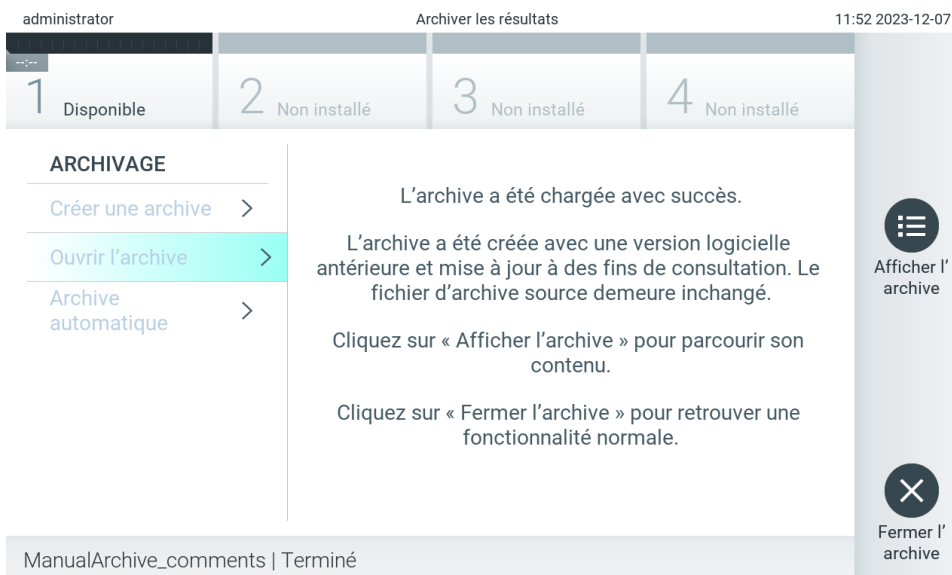 administrator
Archiver les résultats
11:52 2023-12-07
--:--
1 Disponible
2 Non installé
3 Non installé
4 Non installé
ARCHIVAGE
Créer une archive
Ouvrir l’archive
Archive
automatique
L’archive a été chargée avec succès.
L’archive a été créée avec une version logicielle
antérieure et mise à jour à des fins de consultation. Le
fichier d’archive source demeure inchangé.
Cliquez sur « Afficher l’archive » pour parcourir son
contenu.
Cliquez sur « Fermer l’archive » pour retrouver une
fonctionnalité normale.
Afficher l’
archive
Fermer l’
archive
ManualArchive_comments | Terminé